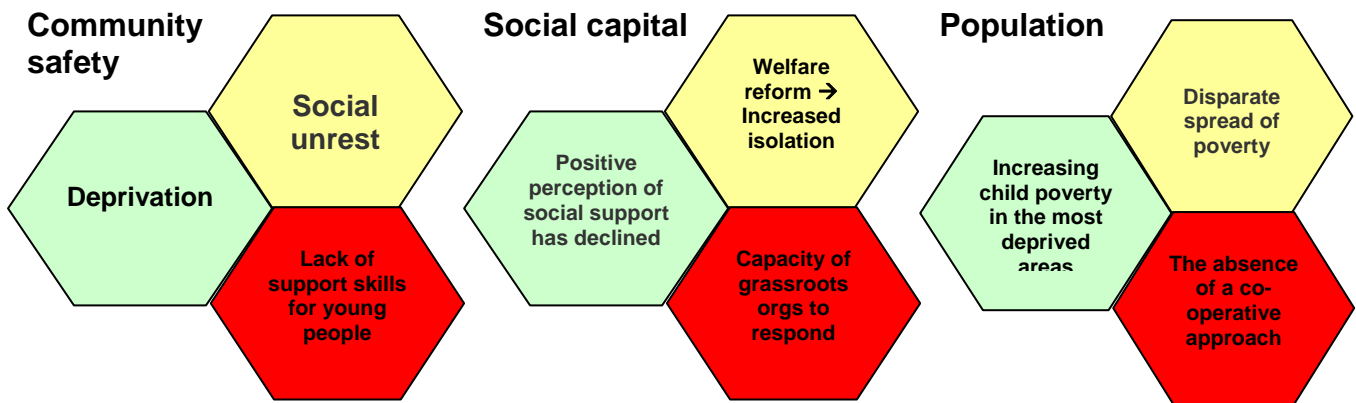 Community
safety
Social
unrest
Deprivation
Lack of
support skills
for young
people
Social capital
Welfare
reform →
Increased
isolation
Positive
perception of
social support
has declined
Capacity of
grassroots
orgs to
respond
Population
Disparate
spread of
poverty
Increasing
child poverty
in the most
deprived
areas
The absence
of a co-
operative
approach